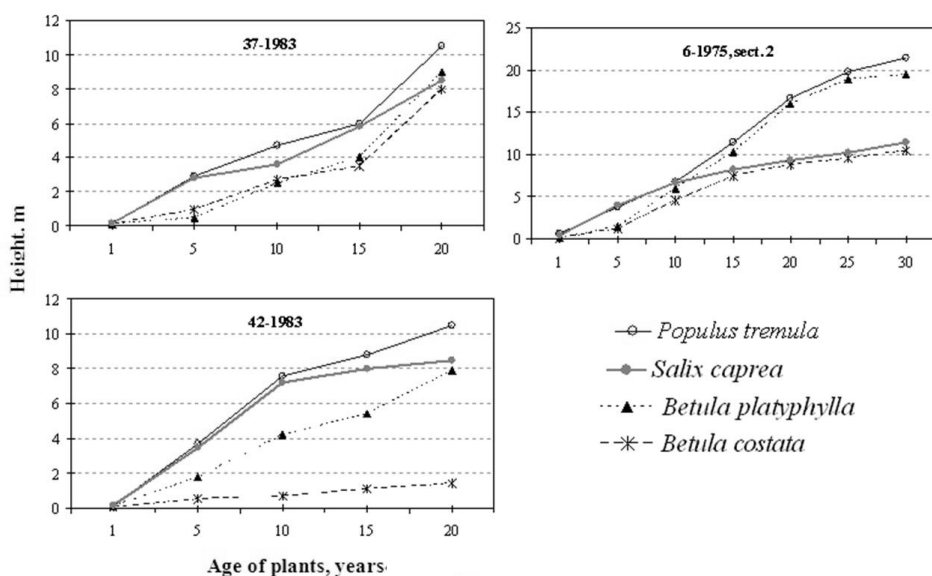 37-1983
12
10
8
6
4
2
0
1 5 10 15 20
6-1975, sect. 2
25
20
15
10
5
0
1 5 10 15 20 25 30
Height. m
42-1983
12
10
8
6
4
2
0
1 5 10 15 20
Populus tremula
Salix caprea
Betula platyphylla
Betula costata
Age of plants, years